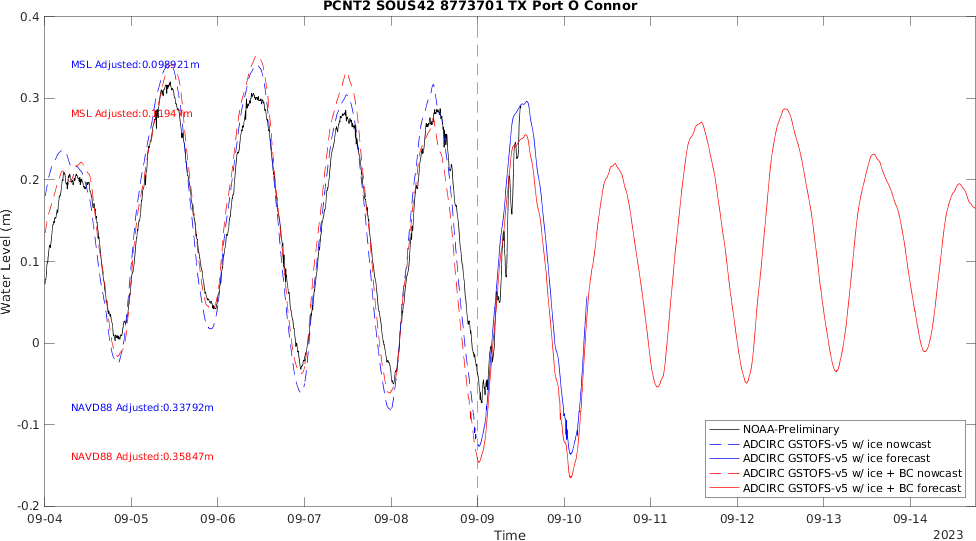 PCNT2 SOUS42 8773701 TX Port O Connor
0.4
MSL Adjusted:0.098921m
0.3
MSL Adjusted:0.11947m
0.2
Water Level (m)
0.1
0
NAVD88 Adjusted:0.33792m
-0.1
NOAA-Preliminary
ADCIRC GSTOFS-v5 w/ ice nowcast
NAVD88 Adjusted:0.35847m
ADCIRC GSTOFS-v5 w/ ice forecast
ADCIRC GSTOFS-v5 w/ ice + BC nowcast
ADCIRC GSTOFS-v5 w/ ice + BC forecast
-0.2
09-04 09-05 09-06 09-07 09-08 09-09 09-10 09-11 09-12 09-13 09-14
Time
2023